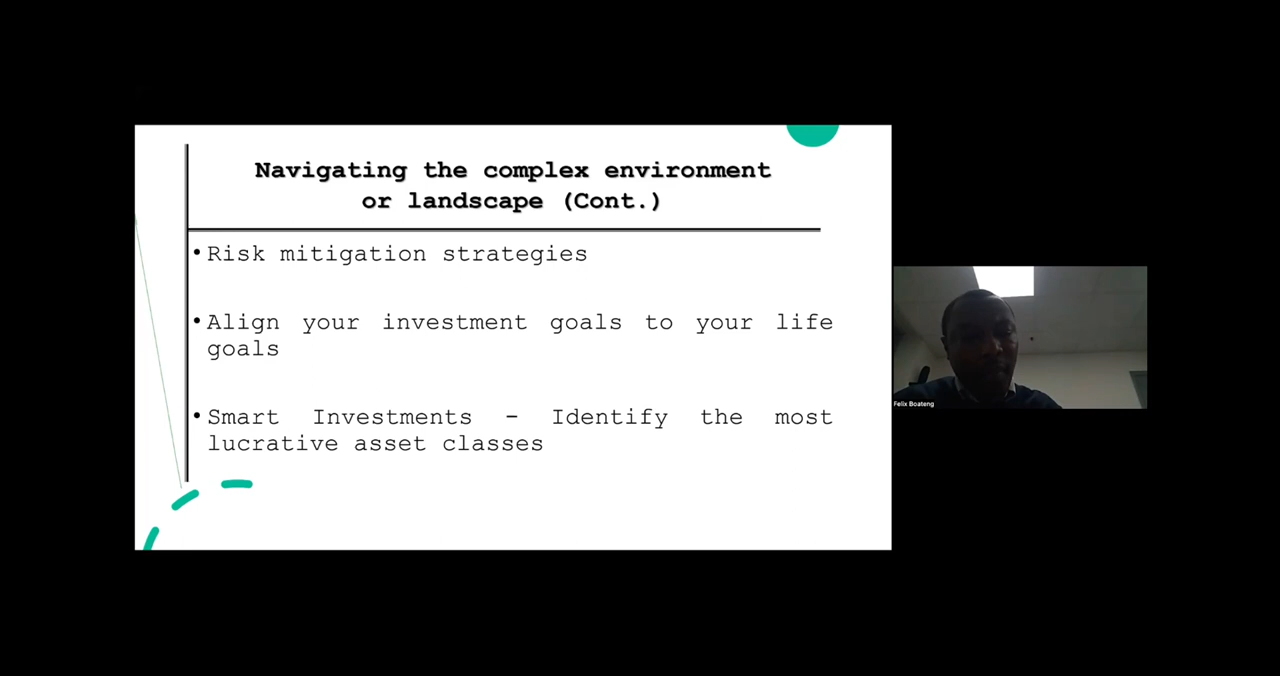 Navigating the complex environment
or landscape (Cont.)
•Risk mitigation strategies
•Align your investment goals to your life
goals
•Smart Investments - Identify the most
lucrative asset classes
Felix Boateng